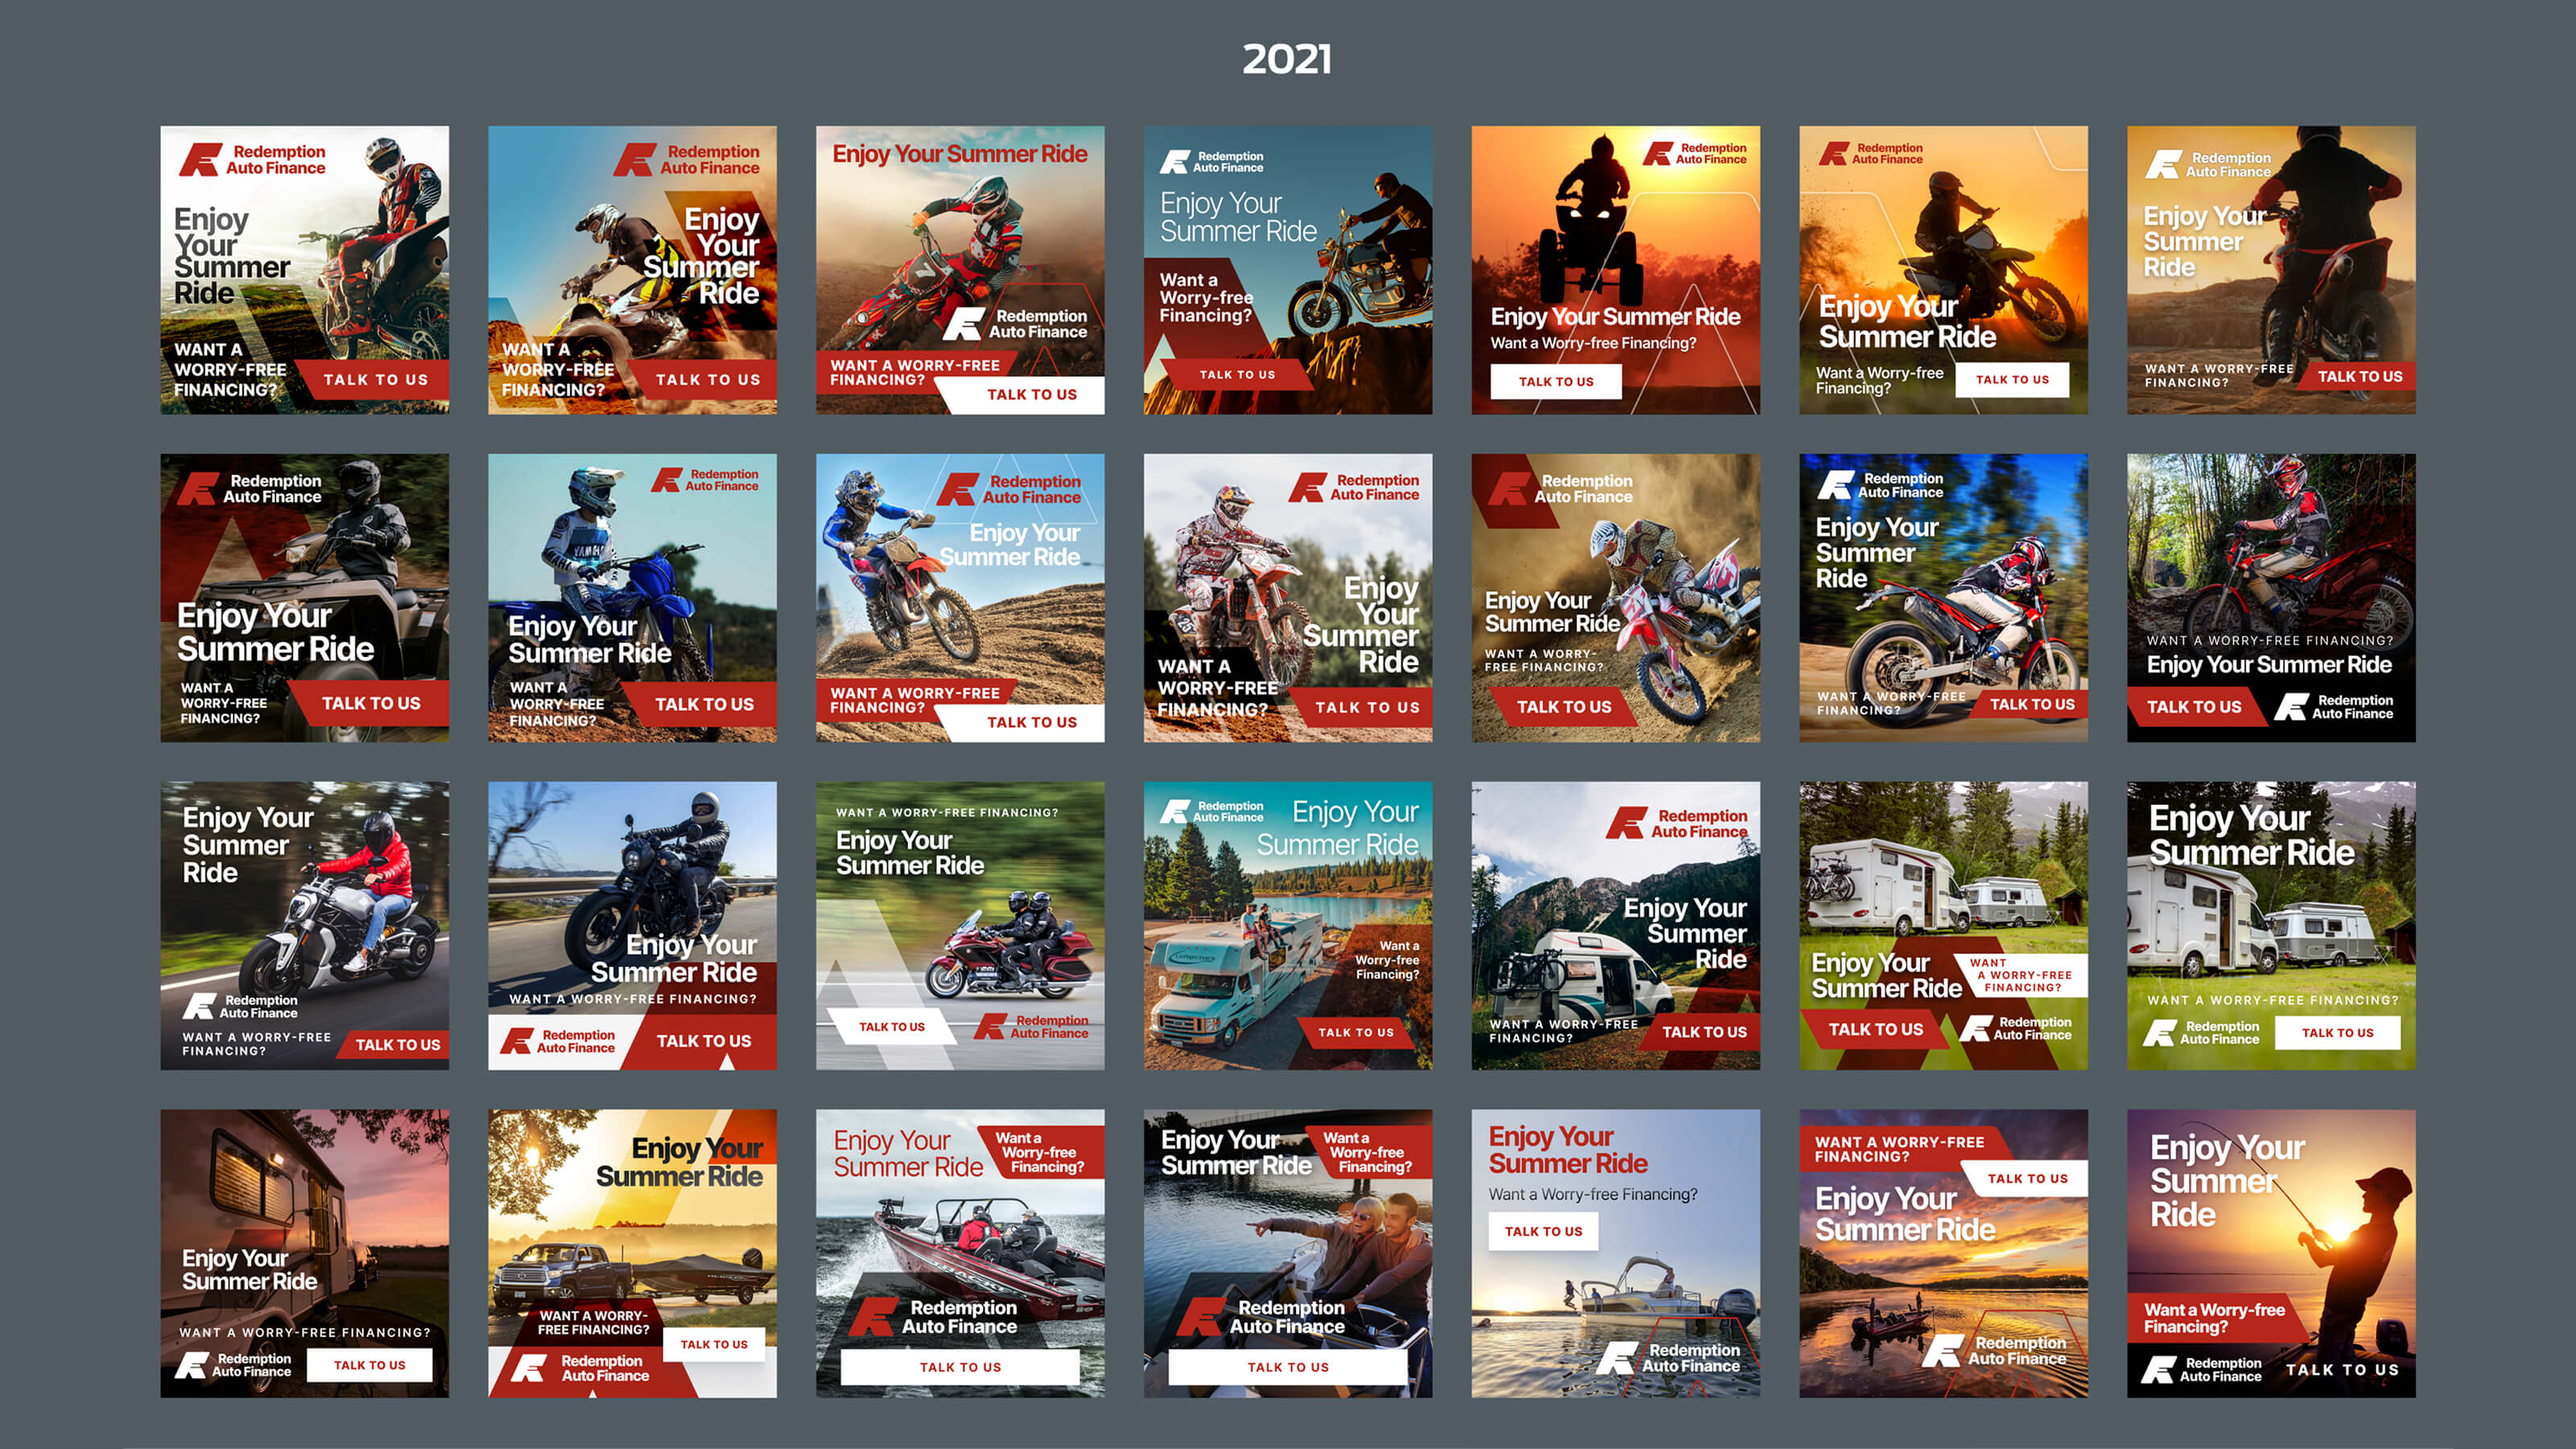 2021
Redemption
Auto Finance
Enjoy
Your
Summer
Ride
WANT A
WORRY-FREE
FINANCING?
TALK TO US
Redemption
Auto Finance
Enjoy
Your
Summer
Ride
WANT A
WORRY-FREE
FINANCING?
TALK TO US
Enjoy Your Summer Ride
7
Redemption
Auto Finance
WANT A WORRY-FREE
FINANCING?
TALK TO US
Redemption
Auto Finance
Enjoy Your
Summer Ride
Want a
Worry-free
Financing?
TALK TO US
Redemption
Auto Finance
Enjoy Your Summer Ride
Want a Worry-free Financing?
TALK TO US
Redemption
Auto Finance
Enjoy Your
Summer Ride
Want a Worry-free
Financing?
TALK TO US
Redemption
Auto Finance
Enjoy Your
Summer
Ride
WANT A WORRY-FREE
FINANCING?
TALK TO US
Redemption
Auto Finance
Enjoy Your
Summer Ride
WANT A
WORRY-FREE
FINANCING?
TALK TO US
Redemption
Auto Finance
YAMAHA
Enjoy Your
Summer Ride
WANT A
WORRY-FREE
FINANCING?
TALK TO US
Redemption
Auto Finance
Enjoy Your
Summer Ride
WANT A WORRY-FREE
FINANCING?
TALK TO US
Redemption
Auto Finance
Enjoy
Your
Summer
Ride
WANT A
WORRY-FREE
FINANCING?
TALK TO US
Redemption
Auto Finance
Enjoy Your
Summer Ride
WANT A WORRY-
FREE FINANCING?
TALK TO US
Redemption
Auto Finance
Enjoy Your
Summer
Ride
WANT A WORRY-FREE
FINANCING?
TALK TO US
WANT A WORRY-FREE FINANCING?
Enjoy Your Summer Ride
TALK TO US
Redemption
Auto Finance
Enjoy Your
Summer
Ride
Redemption
Auto Finance
WANT A WORRY-FREE
FINANCING?
TALK TO US
Enjoy Your
Summer Ride
WANT A WORRY-FREE FINANCING?
Redemption
Auto Finance
TALK TO US
WANT A WORRY-FREE FINANCING?
Enjoy Your
Summer Ride
TALK TO US
Redemption
Auto Finance
Redemption
Auto Finance
Enjoy Your
Summer Ride
Want a
Worry-free
Financing?
TALK TO US
Redemption
Auto Finance
Enjoy Your
Summer
Ride
WANT A WORRY-FREE
FINANCING?
TALK TO US
Enjoy Your
Summer Ride
WANT
A WORRY-FREE
FINANCING?
TALK TO US
Redemption
Auto Finance
Enjoy Your
Summer Ride
WANT A WORRY-FREE FINANCING?
Redemption
Auto Finance
TALK TO US
Enjoy Your
Summer Ride
WANT A WORRY-FREE FINANCING?
Redemption
Auto Finance
TALK TO US
Enjoy Your
Summer Ride
WANT A WORRY-
FREE FINANCING?
TALK TO US
Redemption
Auto Finance
Enjoy Your
Summer Ride
Want a
Worry-free
Financing?
Redemption
Auto Finance
TALK TO US
Enjoy Your
Summer Ride
Want a
Worry-free
Financing?
Redemption
Auto Finance
TALK TO US
Enjoy Your
Summer Ride
Want a Worry-free Financing?
TALK TO US
Redemption
Auto Finance
WANT A WORRY-FREE
FINANCING?
TALK TO US
Enjoy Your
Summer Ride
Redemption
Auto Finance
Enjoy Your
Summer
Ride
Want a Worry-free
Financing?
Redemption
Auto Finance
TALK TO US